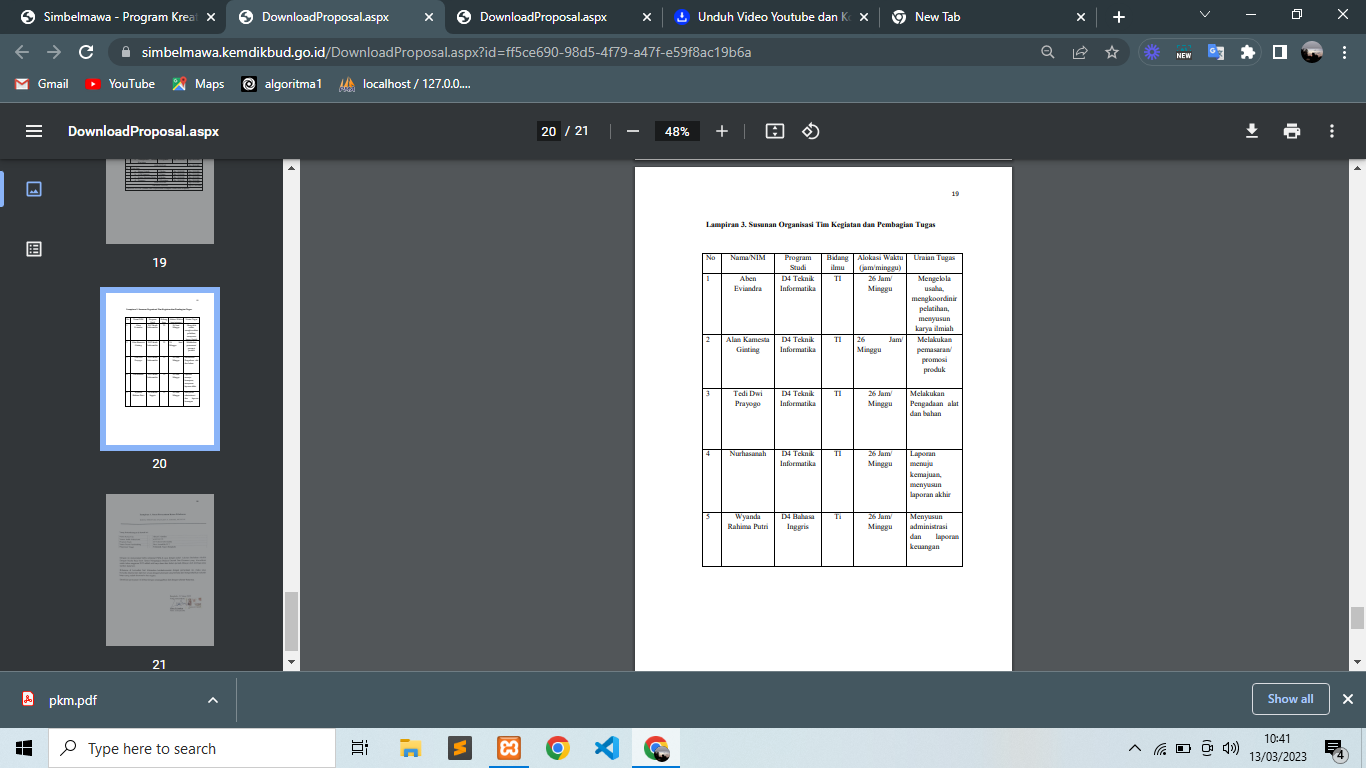 Simbelmawa - Program Krea
DownloadProposal.aspx
DownloadProposal.aspx
Unduh Video Youtube dan K
New Tab
simbelmawa.kemdikbud.go.id/DownloadProposal.aspx?id=ff5ce690-98d5-4f79-a47f-e59f8ac19b6a
NEW
Gmail
YouTube
Maps
algoritma1
localhost / 127.0.0....
DownloadProposal.aspx
20 / 21
48%
19
20
21
19
Lampiran 3. Susunan Organisasi Tim Kegiatan dan Pembagian Tugas
No Nama/NIM Program Bidang Alokasi Waktu Uraian Tugas
Studi ilmu (jam/minggu)
1 Aben D4 Teknik TI 26 Jam/ Mengelola
Eviandra Informatika Minggu usaha,
mengkoordinir
pelatihan,
menyusun
karya ilmiah
2 Alan Kamesta D4 Teknik TI 26 Jam/ Melakukan
Ginting Informatika Minggu pemasaran/
promosi
produk
3 Tedi Dwi D4 Teknik TI 26 Jam/ Melakukan
Prayogo Informatika Minggu Pengadaan alat
dan bahan
4 Nurhasanah D4 Teknik TI 26 Jam/ Laporan
Informatika Minggu menuju
kemajuan,
menyusun
laporan akhir
5 Wyanda D4 Bahasa Ti 26 Jam/ Menyusun
Rahima Putri Inggris Minggu administrasi
dan laporan
keuangan
pkm.pdf
Show all
Type here to search
10:41
13/03/2023
4